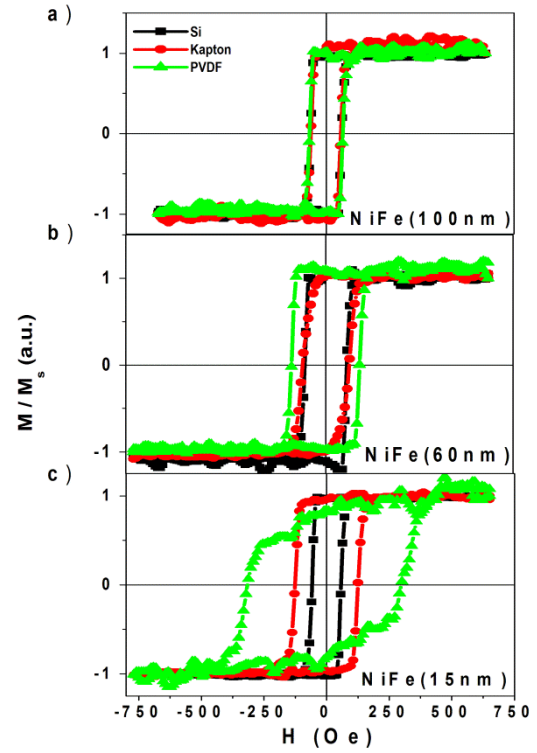 a)
Si
Kapton
PVDF
1
0
-1
NiFe(100nm)
b)
1
0
-1
NiFe(60nm)
M/M_s (a.u.)
c)
1
0
-1
NiFe(15nm)
-750 -500 -250 0 250 500 750
H (Oe)